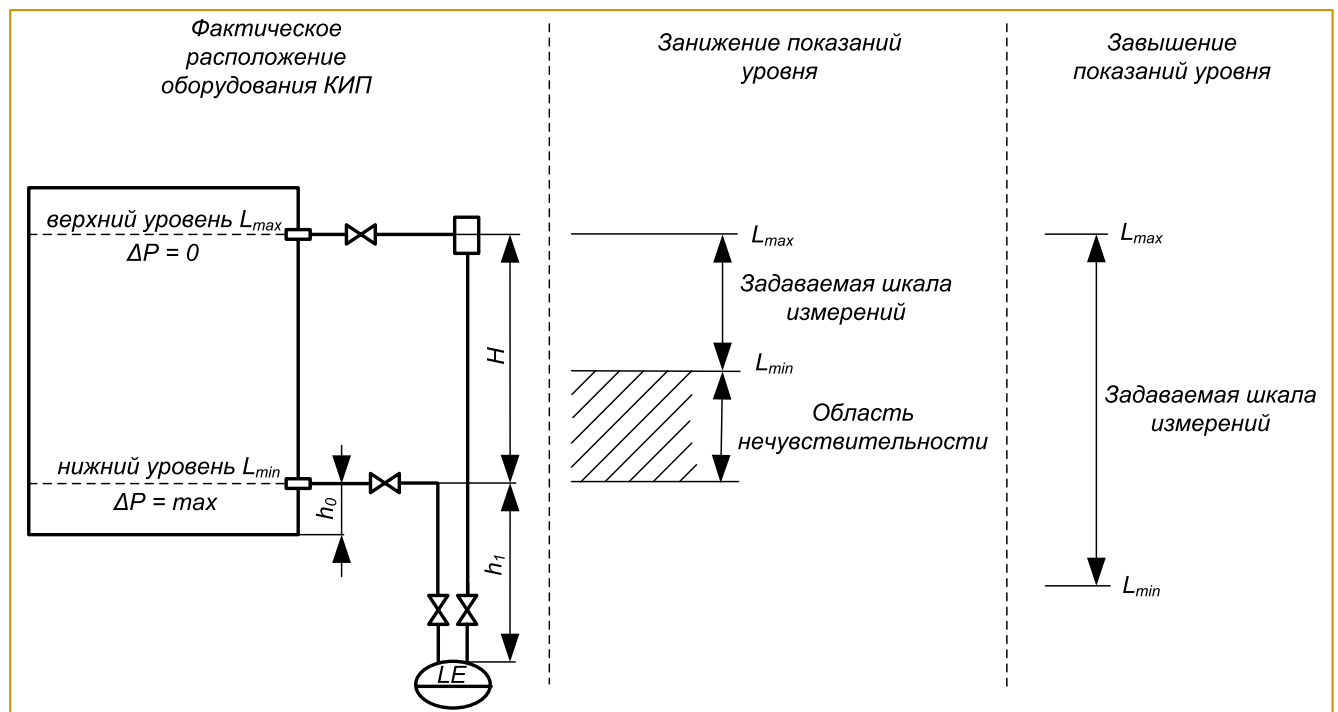 Фактическое
расположение
оборудования КИП
Занижение показаний
уровня
Завышение
показаний уровня
верхний уровень Lmax
ΔP = 0
H
нижний уровень Lmin
ΔP = max
h0
h1
LE
Lmax
Задаваемая шкала
измерений
Lmin
Область
нечувствительности
Lmax
Задаваемая шкала
измерений
Lmin